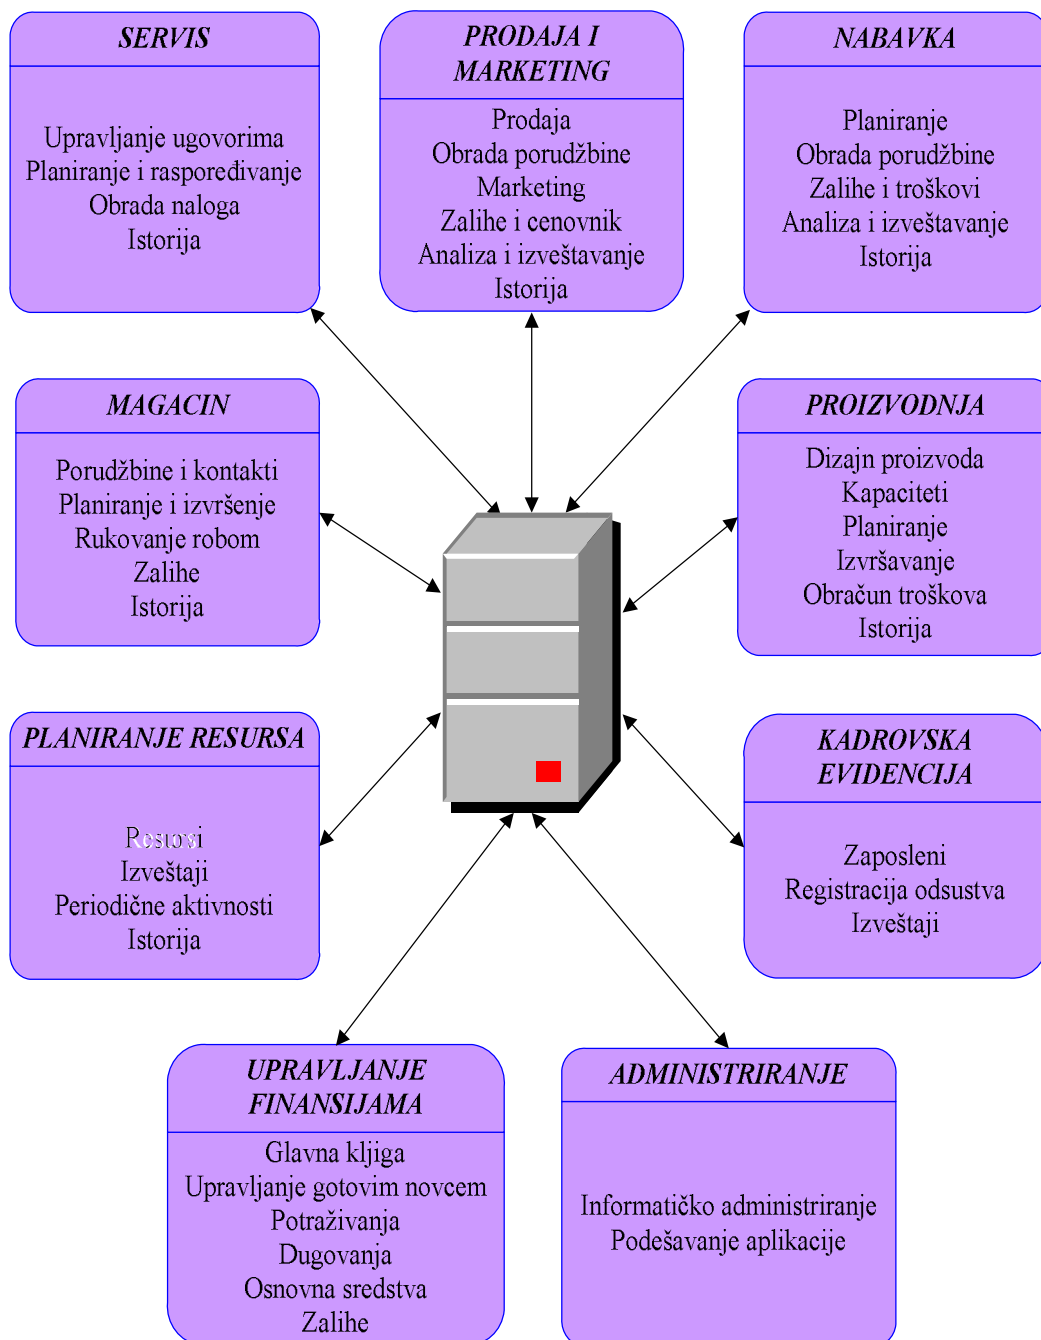 SERVIS
Upravljanje ugovorima
Planiranje i raspoređivanje
Obrada naloga
Istorija
PRODAJA I
MARKETING
Prodaja
Obrada porudžbine
Marketing
Zalihe i cenovnik
Analiza i izveštavanje
Istorija
NABAVKA
Planiranje
Obrada porudžbine
Zalihe i troškovi
Analiza i izveštavanje
Istorija
MAGACIN
Porudžbine i kontakti
Planiranje i izvršenje
Rukovanje robom
Zalihe
Istorija
PROIZVODNJA
Dizajn proizvoda
Kapaciteti
Planiranje
Izvršavanje
Obračun troškova
Istorija
PLANIRANJE RESURSA
Resursi
Izveštaji
Periodične aktivnosti
Istorija
KADROVSKA
EVIDENCIJA
Zaposleni
Registracija odsustva
Izveštaji
UPRAVLJANJE
FINANSIJAMA
Glavna kljiga
Upravljanje gotovim novcem
Potraživanja
Dugovanja
Osnovna sredstva
Zalihe
ADMINISTRIRANJE
Informatičko administriranje
Podešavanje aplikacije